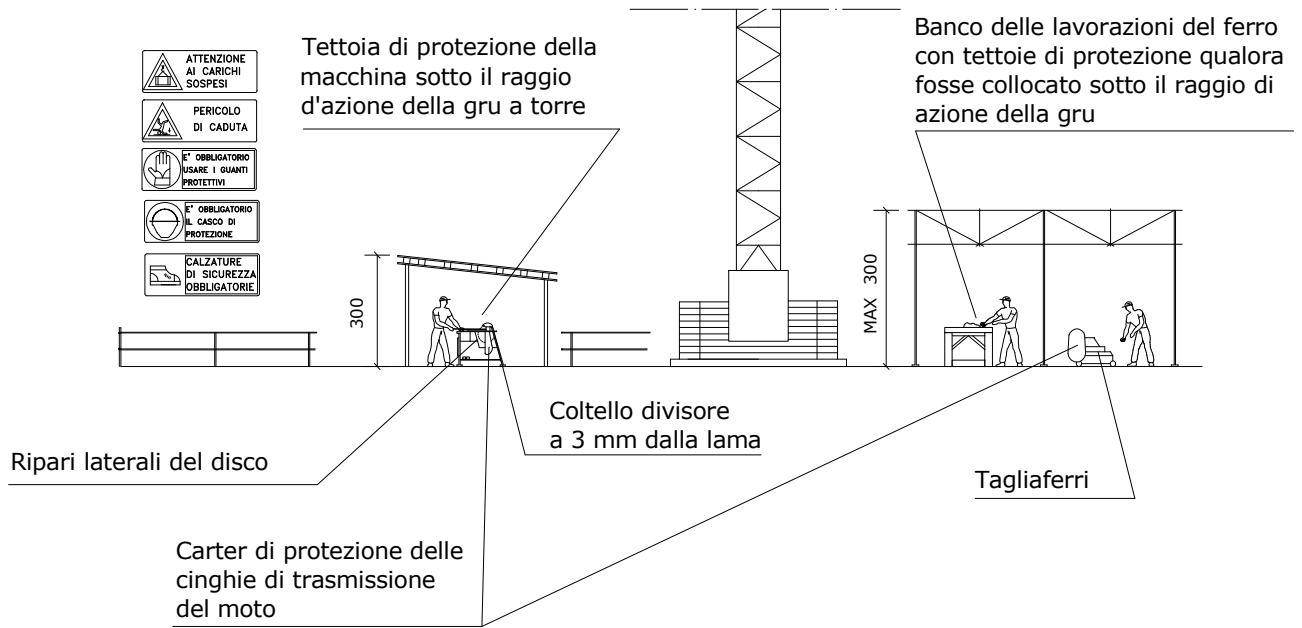 ATTENZIONE
AI CARICHI
SOSPESI
PERICOLO
DI CADUTA
E' OBBLIGATORIO
USARE I GUANTI
PROTETTIVI
E' OBBLIGATORIO
IL CASCO DI
PROTEZIONE
CALZATURE
DI SICUREZZA
OBBLIGATORIE
Tettoia di protezione della
macchina sotto il raggio
d'azione della gru a torre
Banco delle lavorazioni del ferro
con tettoie di protezione qualora
fosse collocato sotto il raggio di
azione della gru
300
MAX 300
Ripari laterali del disco
Coltello divisore
a 3 mm dalla lama
Tagliaferri
Carter di protezione delle
cinghie di trasmissione
del moto